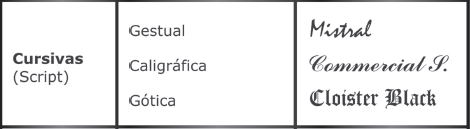 Cursivas
(Script)
Gestual
Caligráfica
Gótica
Mistral
Commercial S.
Cloister Black